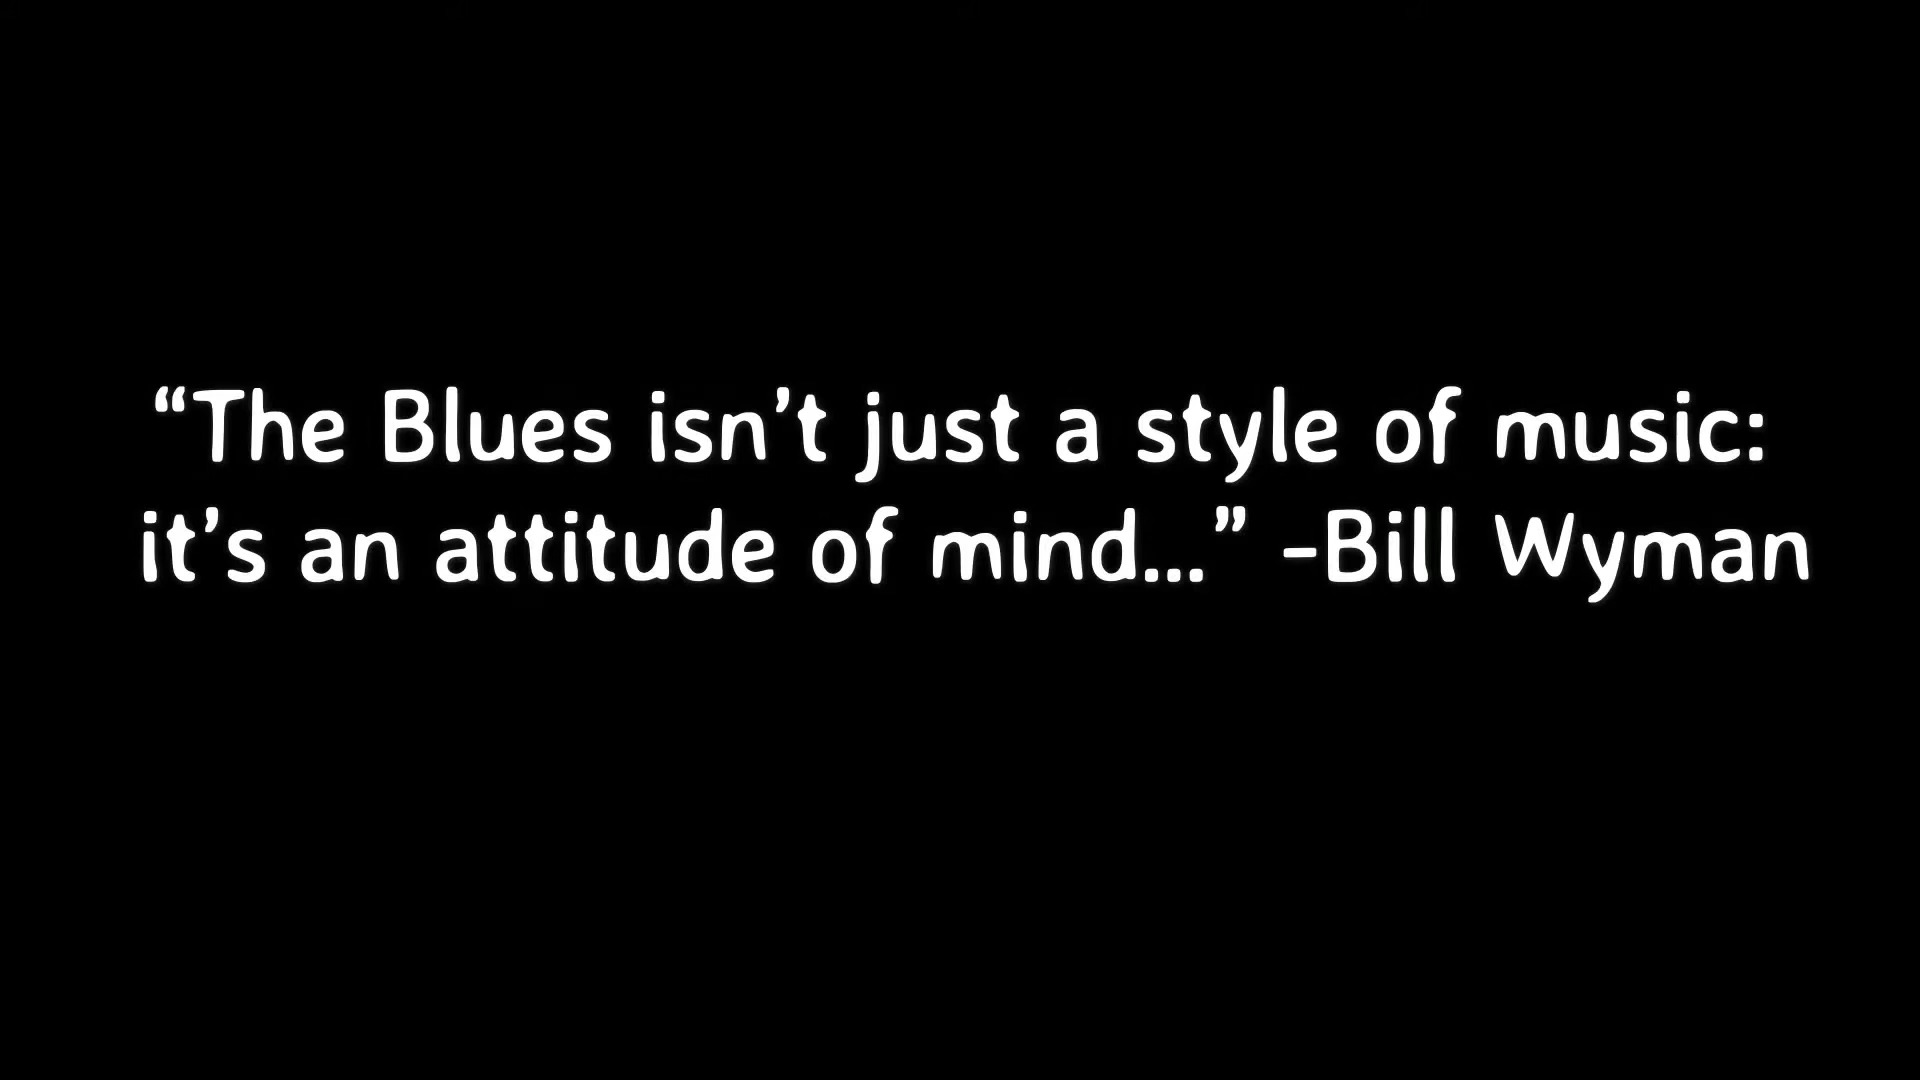 “The Blues isn’t just a style of music:
it’s an attitude of mind...” -Bill Wyman